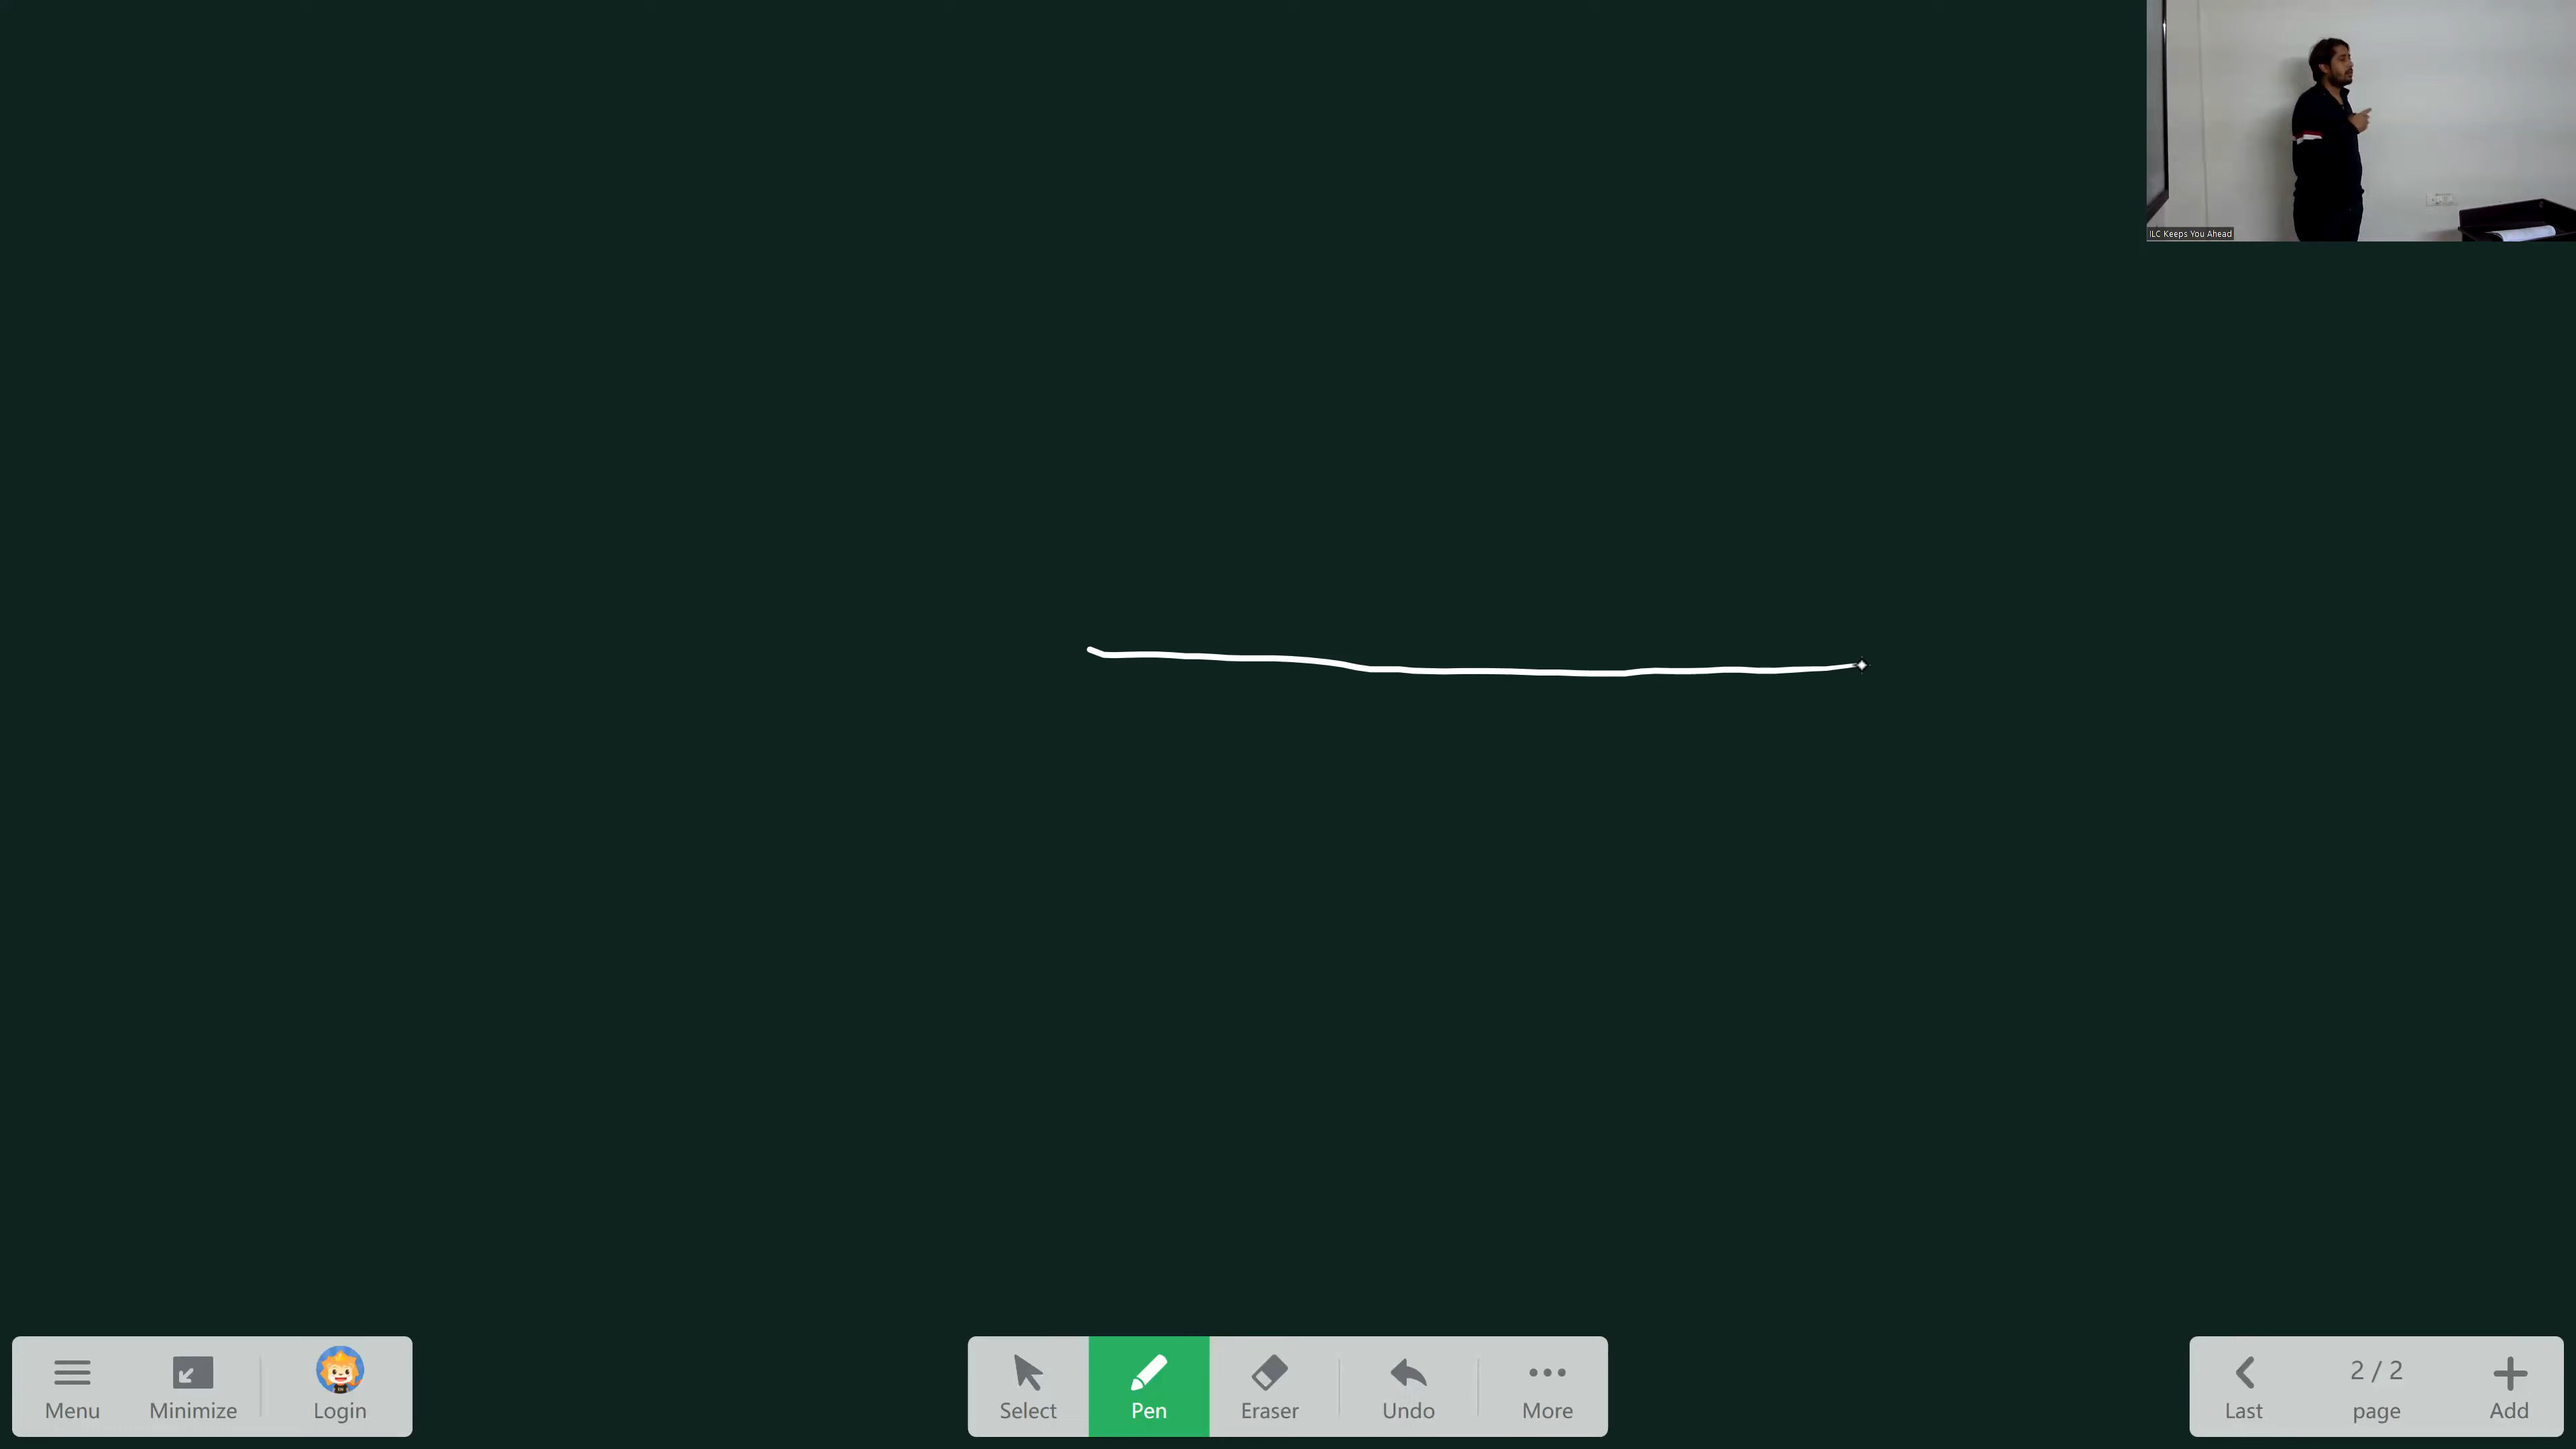 ILC Keeps You Ahead
Menu
Minimize
Login
Select
Pen
Eraser
Undo
More
Last
2 / 2
page
Add